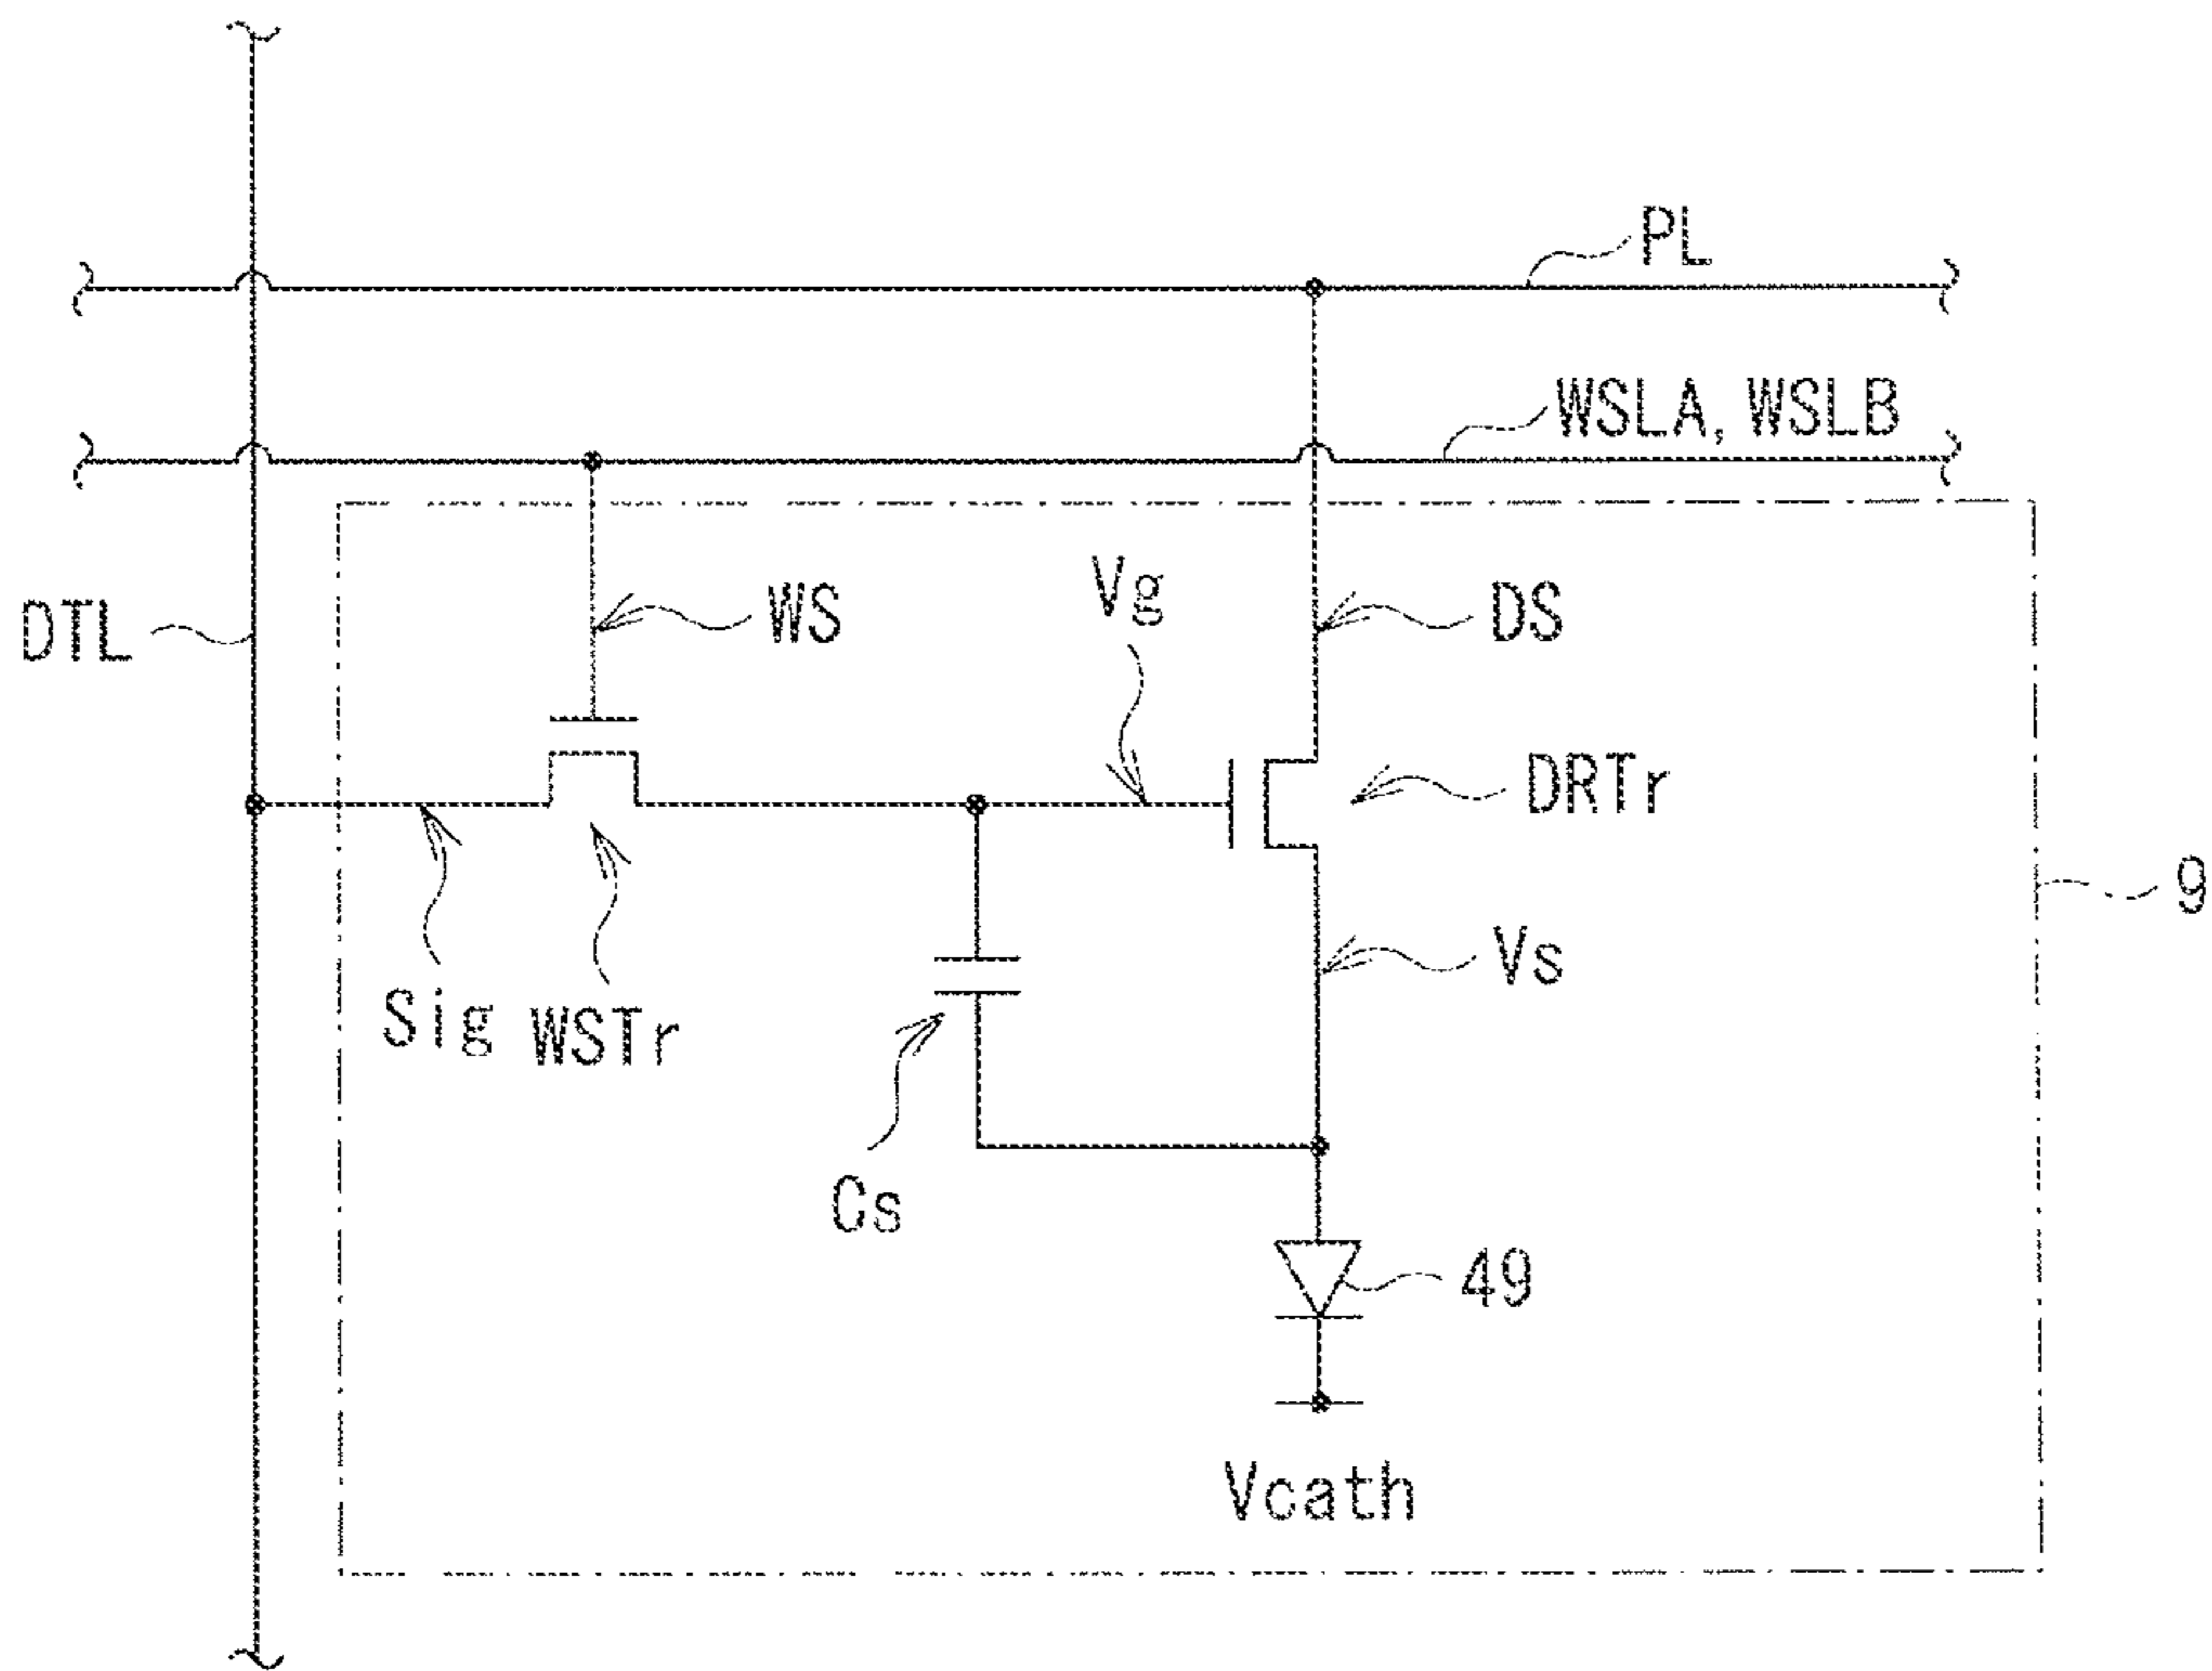 PL
WSLA, WSLB
DTL
WS
Vg
DS
DRTr
9
Vs
Sig
WSTr
Cs
49
Vcath